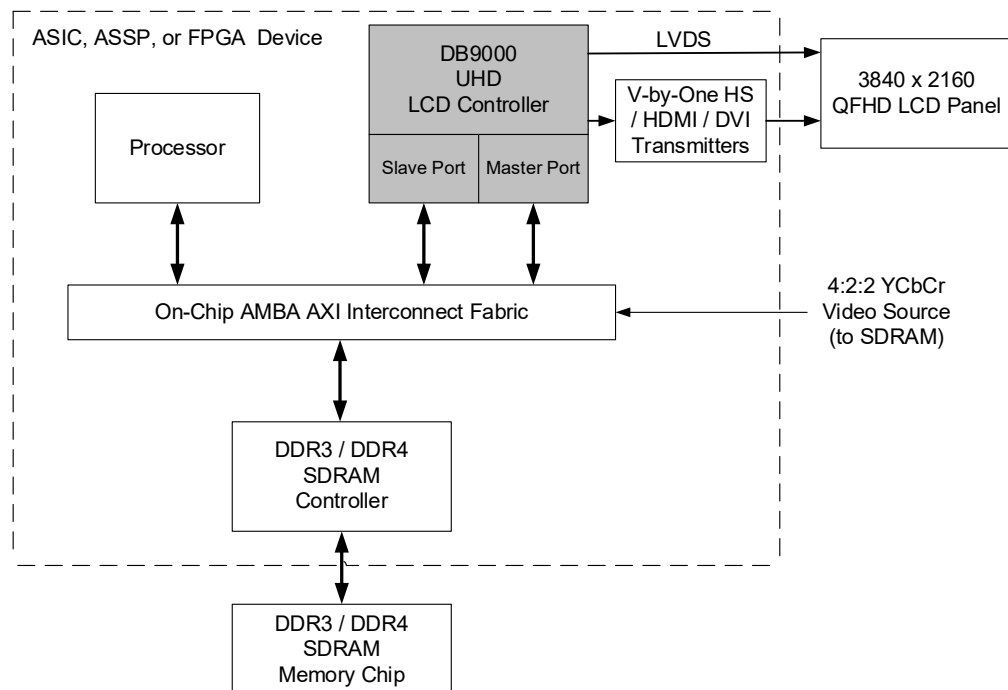 ASIC, ASSP, or FPGA  Device
DB9000
UHD
LCD Controller
Slave Port
Master Port
LVDS
V-by-One HS
/ HDMI / DVI
Transmitters
3840 x 2160
QFHD LCD Panel
Processor
On-Chip AMBA AXI Interconnect Fabric
4:2:2 YCbCr
Video Source
(to SDRAM)
DDR3 / DDR4
SDRAM
Controller
DDR3 / DDR4
SDRAM
Memory Chip